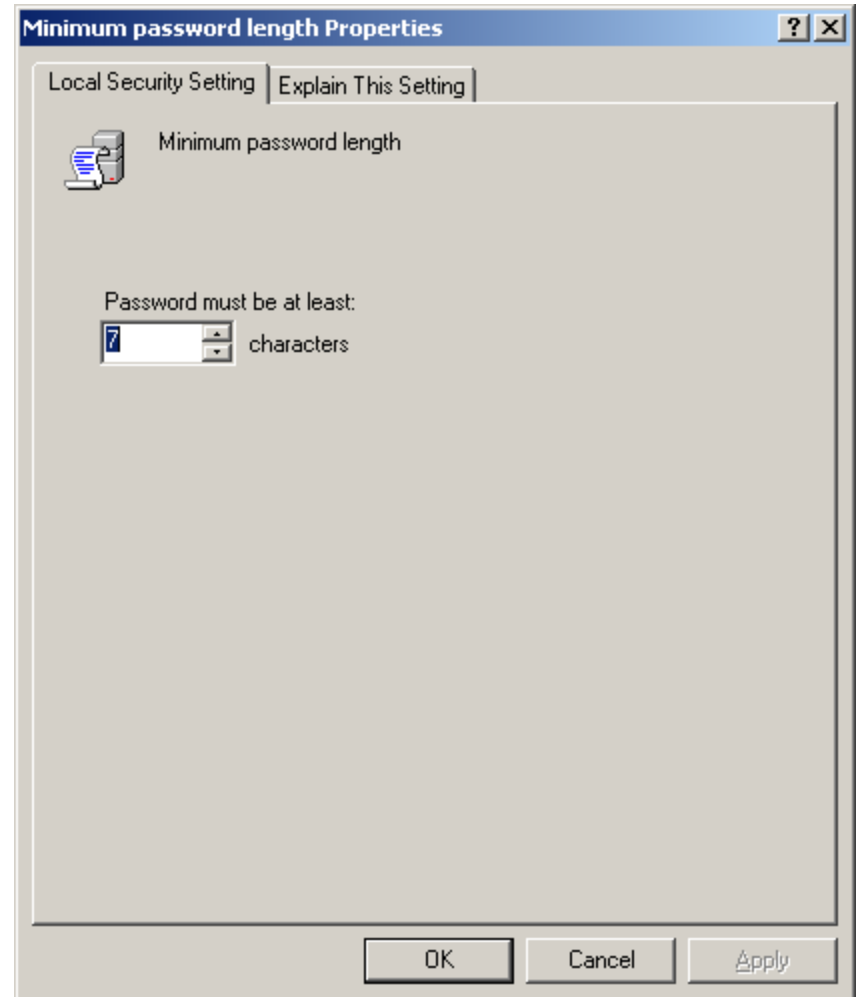 Minimum password length Properties
Local Security Setting
Explain This Setting
Minimum password length
Password must be at least:
7 characters
OK Cancel Apply